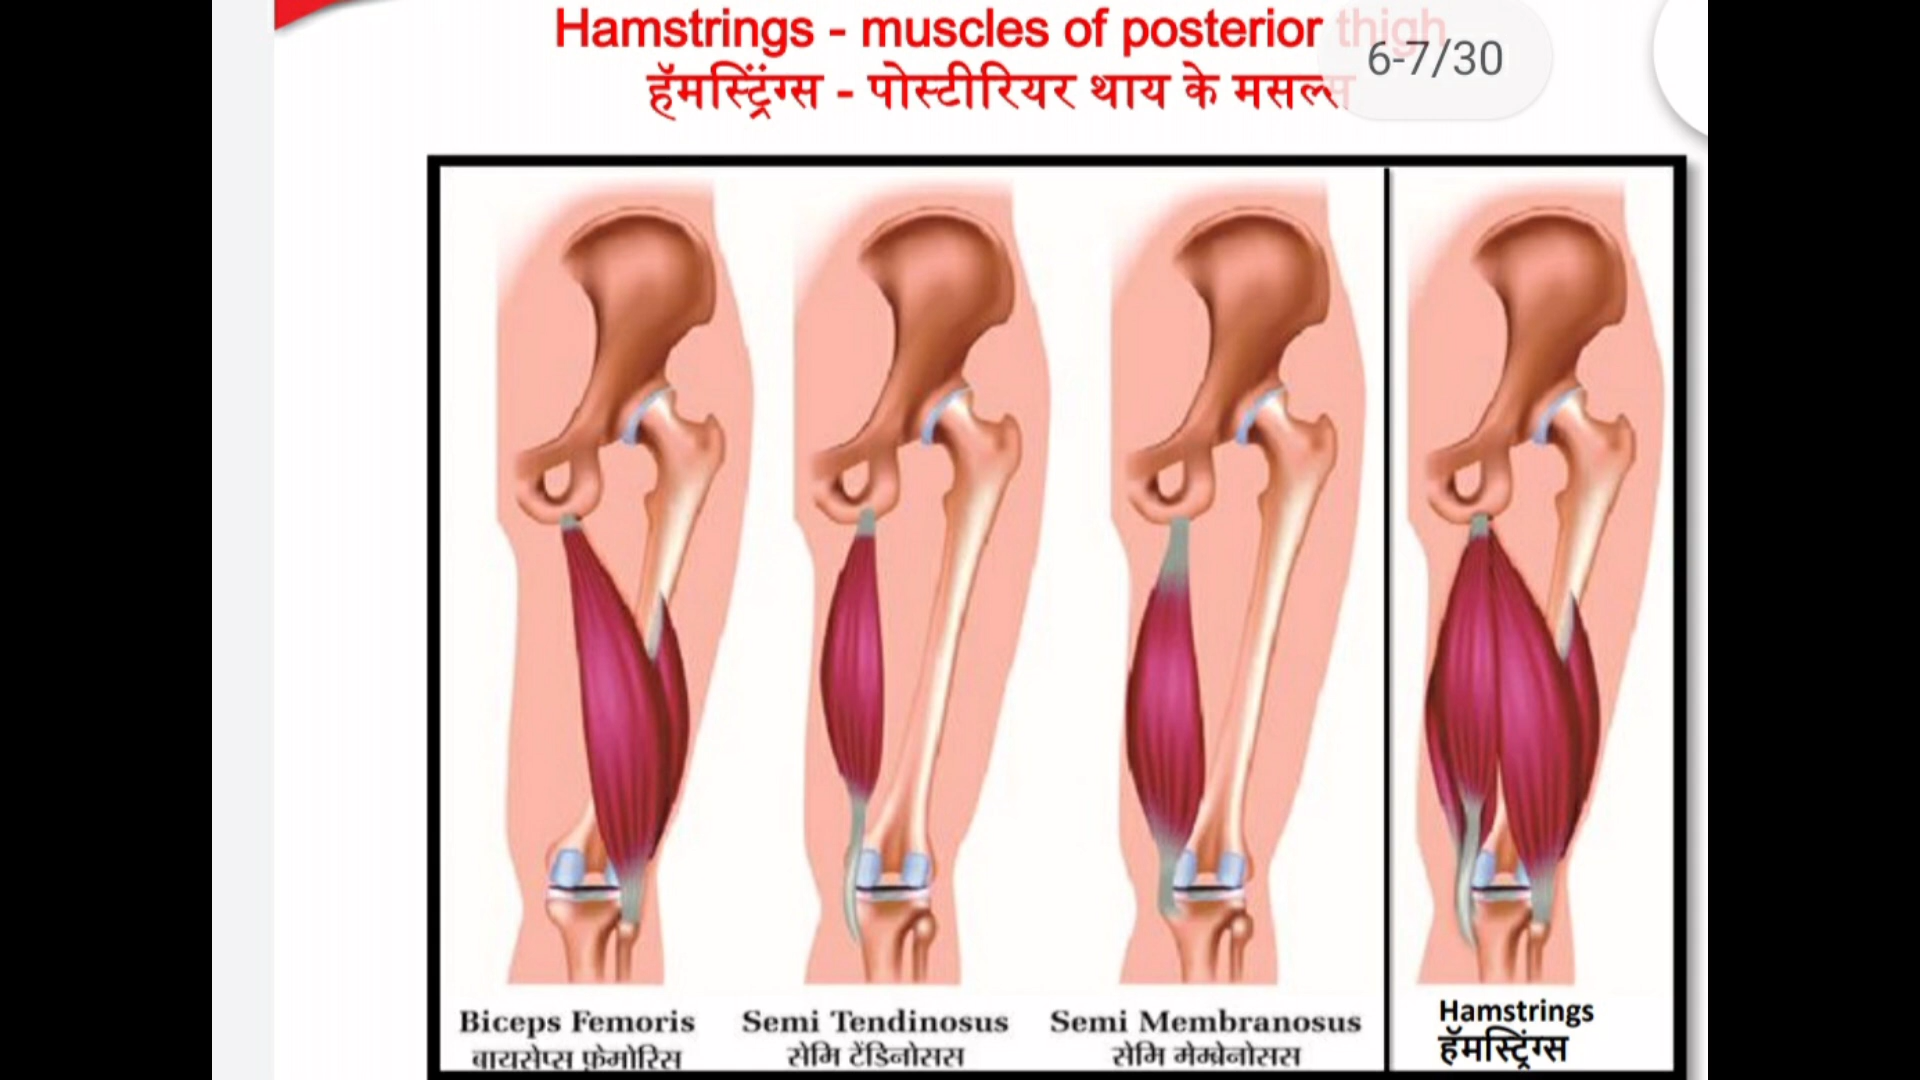 Hamstrings - muscles of posterior thigh
6-7/30
हॅमस्ट्रिंग्स - पोस्टीरियर थाय के मसल्स
Biceps Femoris
बायसेप्स फ़ेमोरिस
Semi Tendinosus
सेमि टेंडिनोसस
Semi Membranosus
सेमि मेम्ब्रेनोसस
Hamstrings
हॅमस्ट्रिंग्स